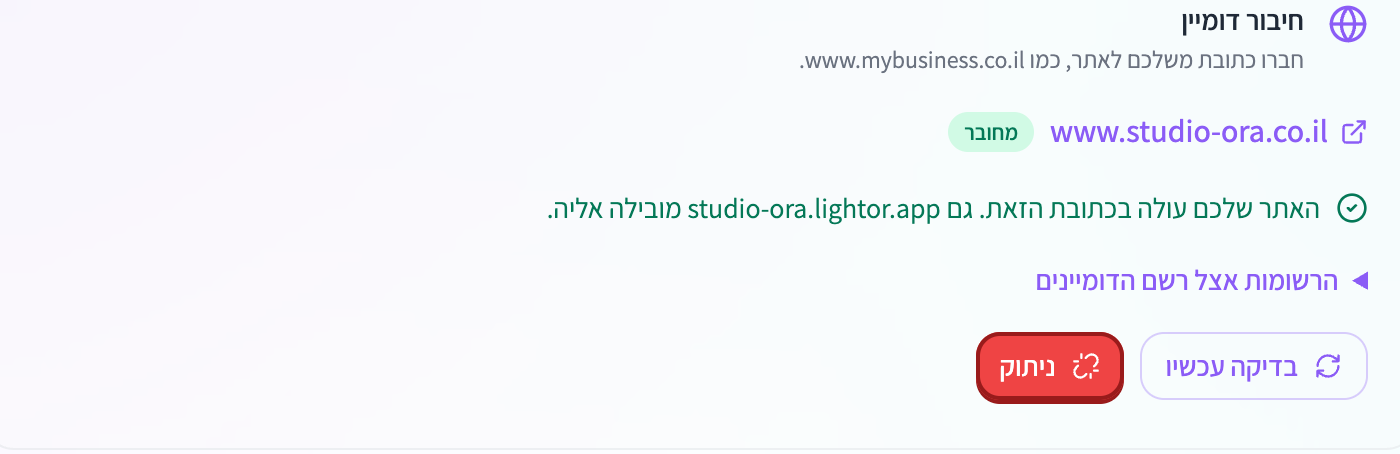 חיבור דומיין
חברו כתובת משלכם לאתר, כמו www.mybusiness.co.il.
www.studio-ora.co.il מחובר
האתר שלכם עולה בכתובת הזאת. גם studio-ora.lightor.app מובילה אליה.
הרשומות אצל רשם הדומיינים
בדיקה עכשיו ניתוק